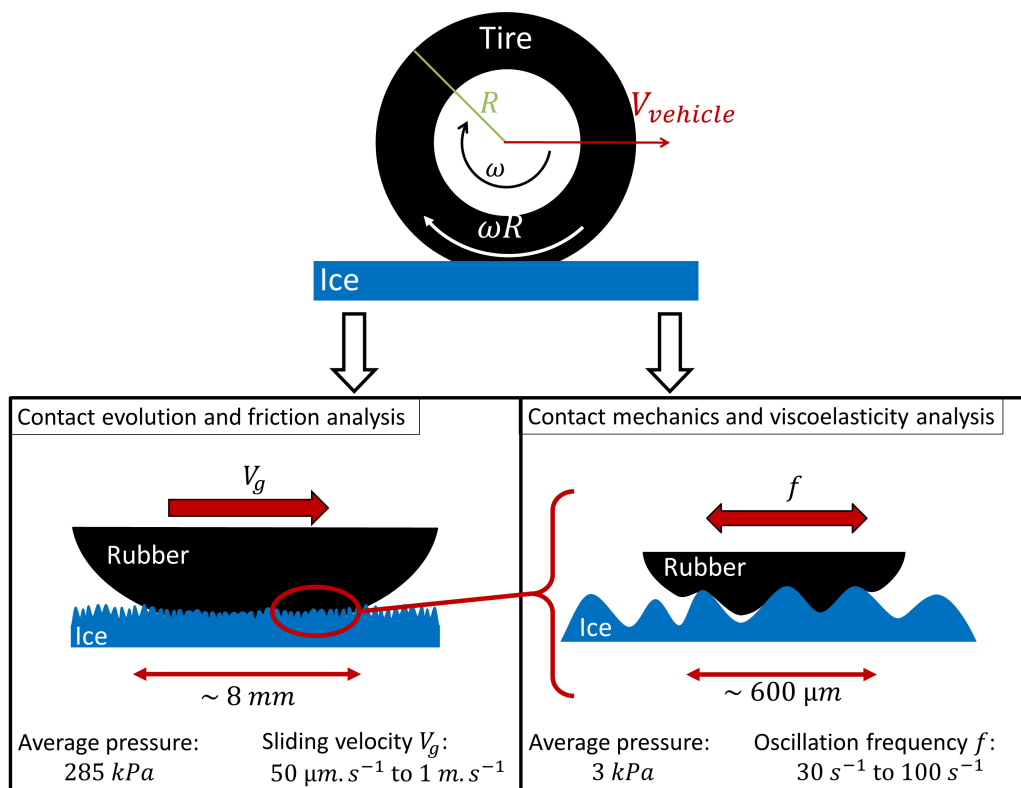 Tire
R
V_{vehicle}
ω
ωR
Ice
Contact evolution and friction analysis
V_g
Rubber
Ice
~ 8 mm
Average pressure:
285 kPa
Sliding velocity V_g:
50 μm. s⁻¹ to 1 m. s⁻¹
Contact mechanics and viscoelasticity analysis
f
Rubber
Ice
~ 600 μm
Average pressure:
3 kPa
Oscillation frequency f:
30 s⁻¹ to 100 s⁻¹